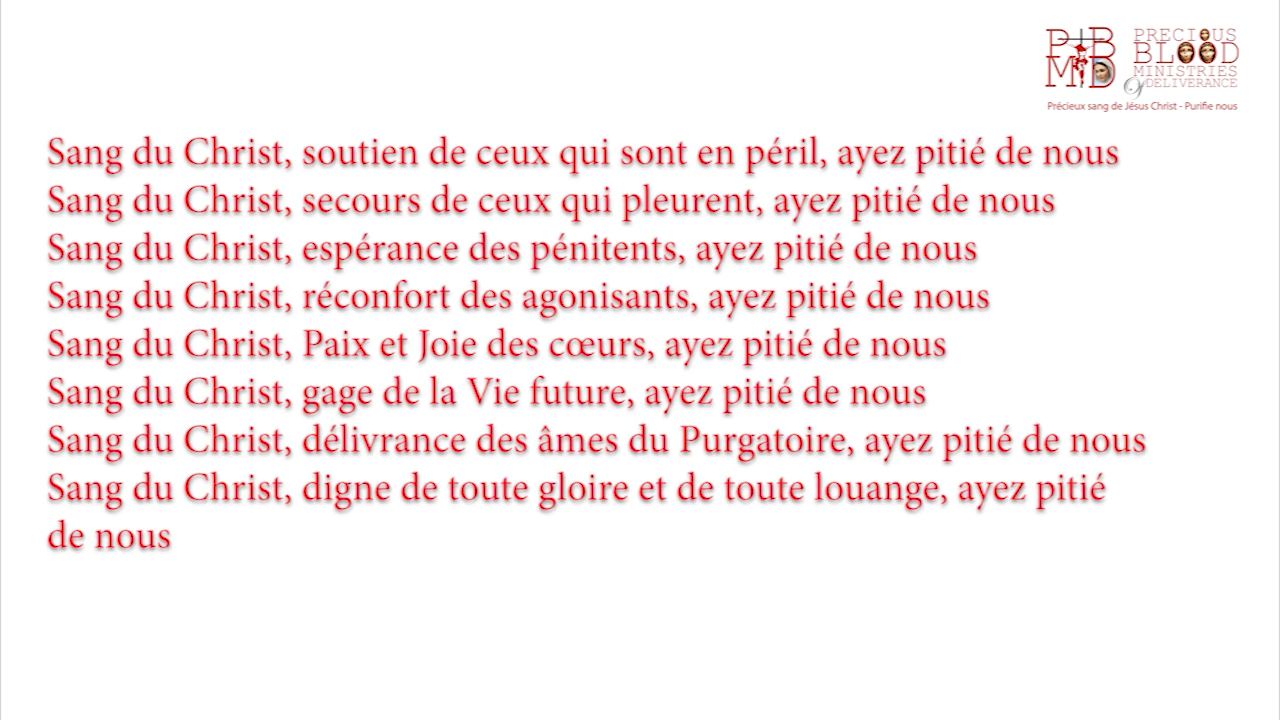 PBMD
PRECIOUS
BLOOD
MINISTRIES
Of DELIVERANCE
Précieux sang de Jésus Christ - Purifie nous
Sang du Christ, soutien de ceux qui sont en péril, ayez pitié de nous
Sang du Christ, secours de ceux qui pleurent, ayez pitié de nous
Sang du Christ, espérance des pénitents, ayez pitié de nous
Sang du Christ, réconfort des agonisants, ayez pitié de nous
Sang du Christ, Paix et Joie des cœurs, ayez pitié de nous
Sang du Christ, gage de la Vie future, ayez pitié de nous
Sang du Christ, délivrance des âmes du Purgatoire, ayez pitié de nous
Sang du Christ, digne de toute gloire et de toute louange, ayez pitié
de nous